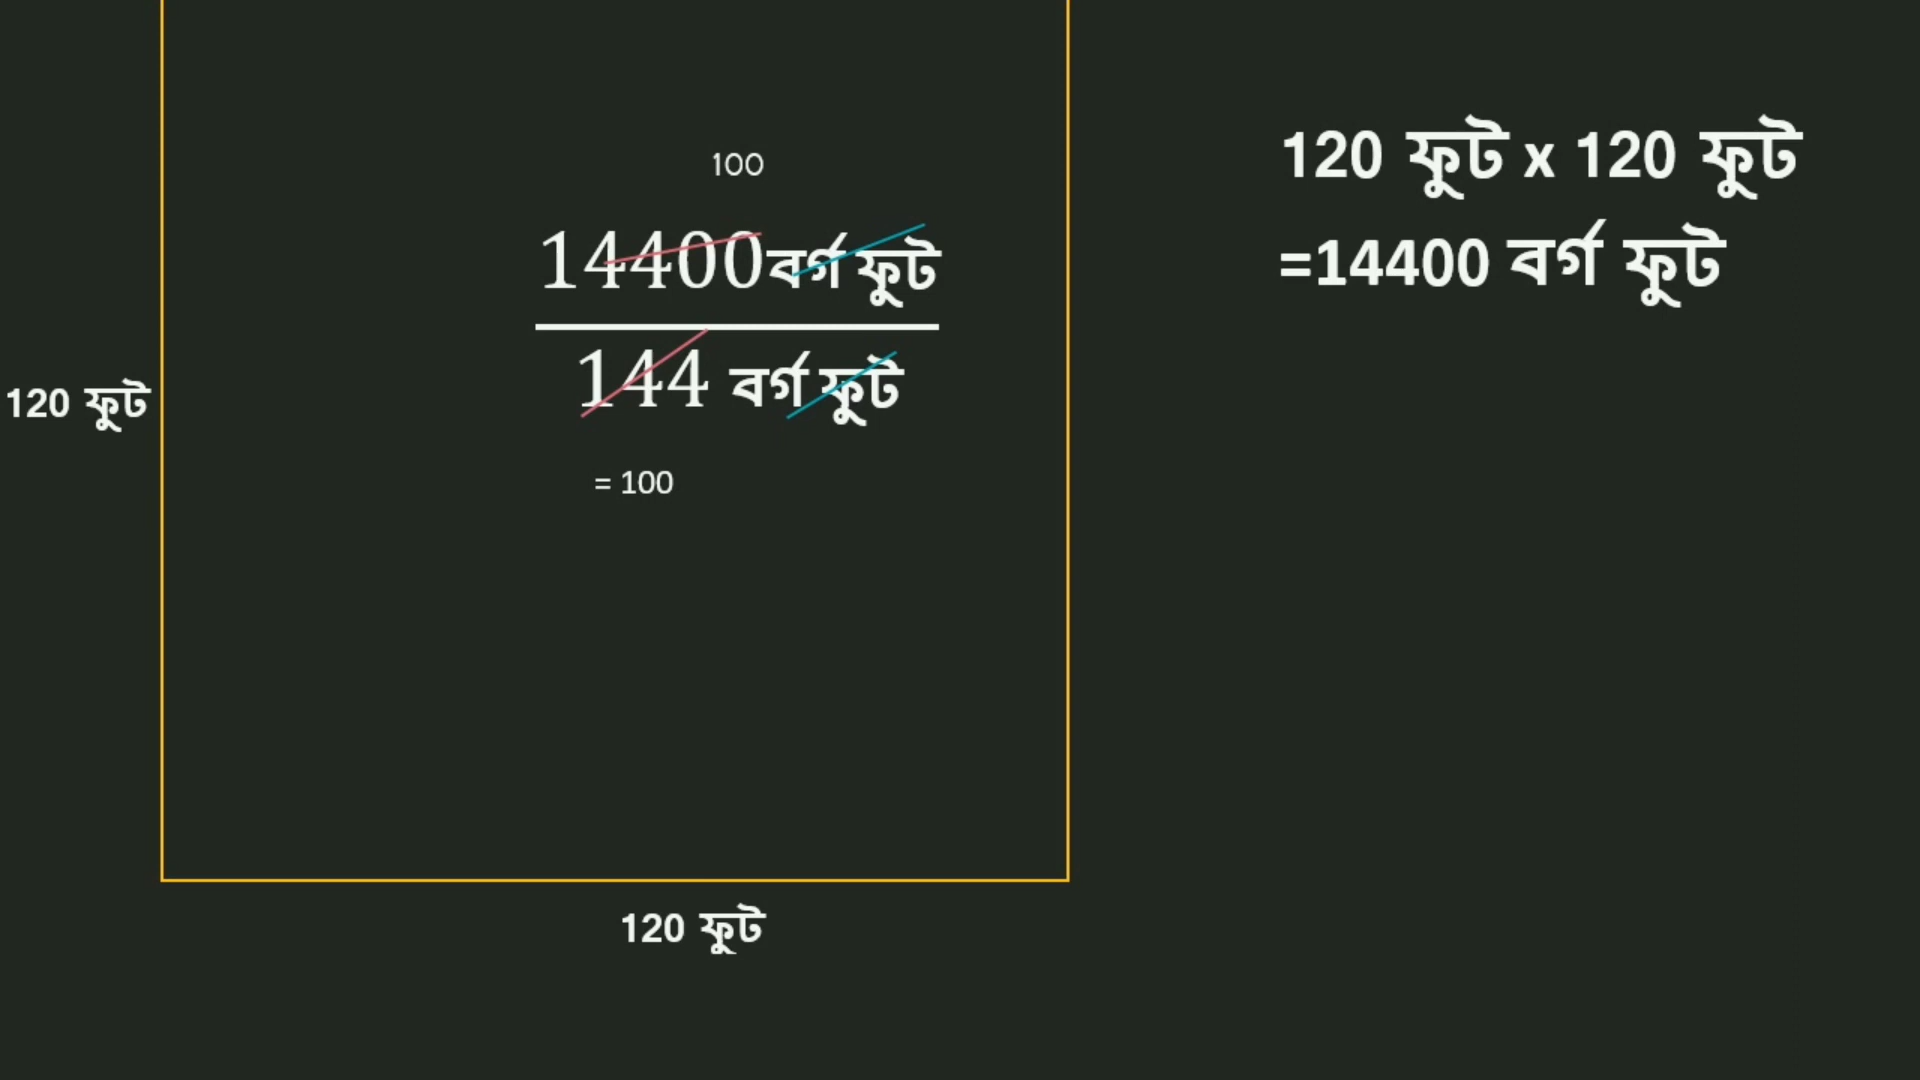 100
14400বর্গ ফুট
144 বর্গ ফুট
= 100
120 ফুট
120 ফুট
120 ফুট x 120 ফুট
=14400 বর্গ ফুট